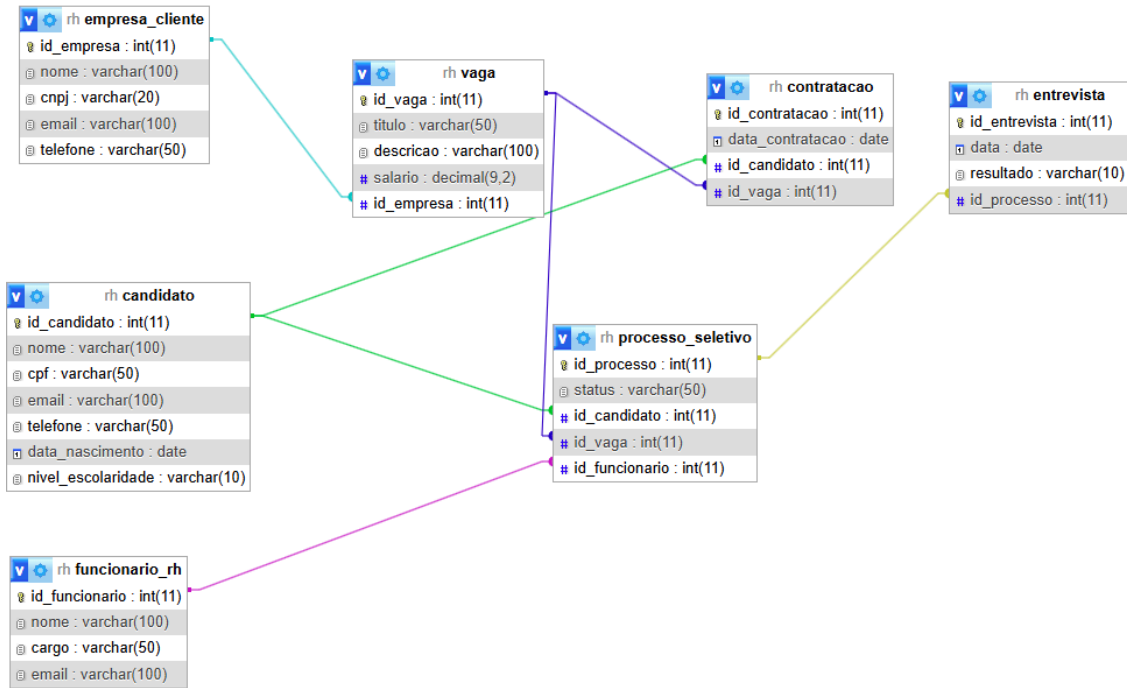 rh empresa_cliente
id_empresa : int(11)
nome : varchar(100)
cnpj : varchar(20)
email : varchar(100)
telefone : varchar(50)
rh vaga
id_vaga : int(11)
titulo : varchar(50)
descricao : varchar(100)
# salario : decimal(9,2)
# id_empresa : int(11)
rh contratacao
id_contratacao : int(11)
data_contratacao : date
# id_candidato : int(11)
# id_vaga : int(11)
rh entrevista
id_entrevista : int(11)
data : date
resultado : varchar(10)
# id_processo : int(11)
rh candidato
id_candidato : int(11)
nome : varchar(100)
cpf : varchar(50)
email : varchar(100)
telefone : varchar(50)
data_nascimento : date
nivel_escolaridade : varchar(10)
rh processo_seletivo
id_processo : int(11)
status : varchar(50)
# id_candidato : int(11)
# id_vaga : int(11)
# id_funcionario : int(11)
rh funcionario_rh
id_funcionario : int(11)
nome : varchar(100)
cargo : varchar(50)
email : varchar(100)